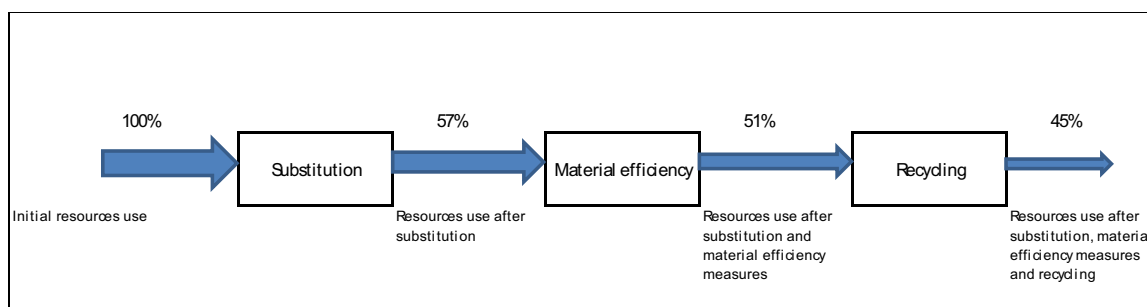 100%
57%
51%
45%
Substitution
Material efficiency
Recycling
Initial resources use
Resources use after
substitution
Resources use after
substitution and
material efficiency
measures
Resources use after
substitution, materia
efficiency measures
and recycling